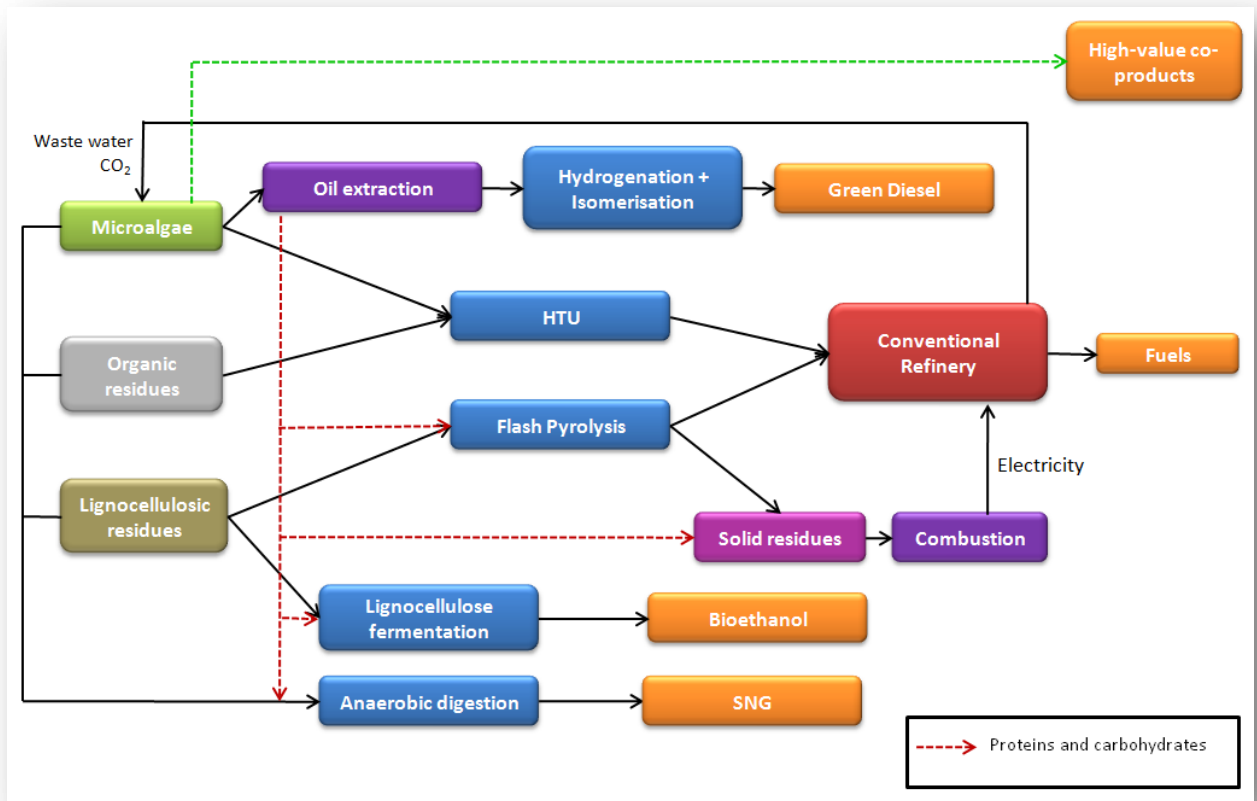 High-value co-
products
Waste water
CO₂
Oil extraction
Hydrogenation +
Isomerisation
Green Diesel
Microalgae
HTU
Conventional
Refinery
Fuels
Organic
residues
Flash Pyrolysis
Electricity
Lignocellulosic
residues
Solid residues
Combustion
Lignocellulose
fermentation
Bioethanol
Anaerobic digestion
SNG
Proteins and carbohydrates